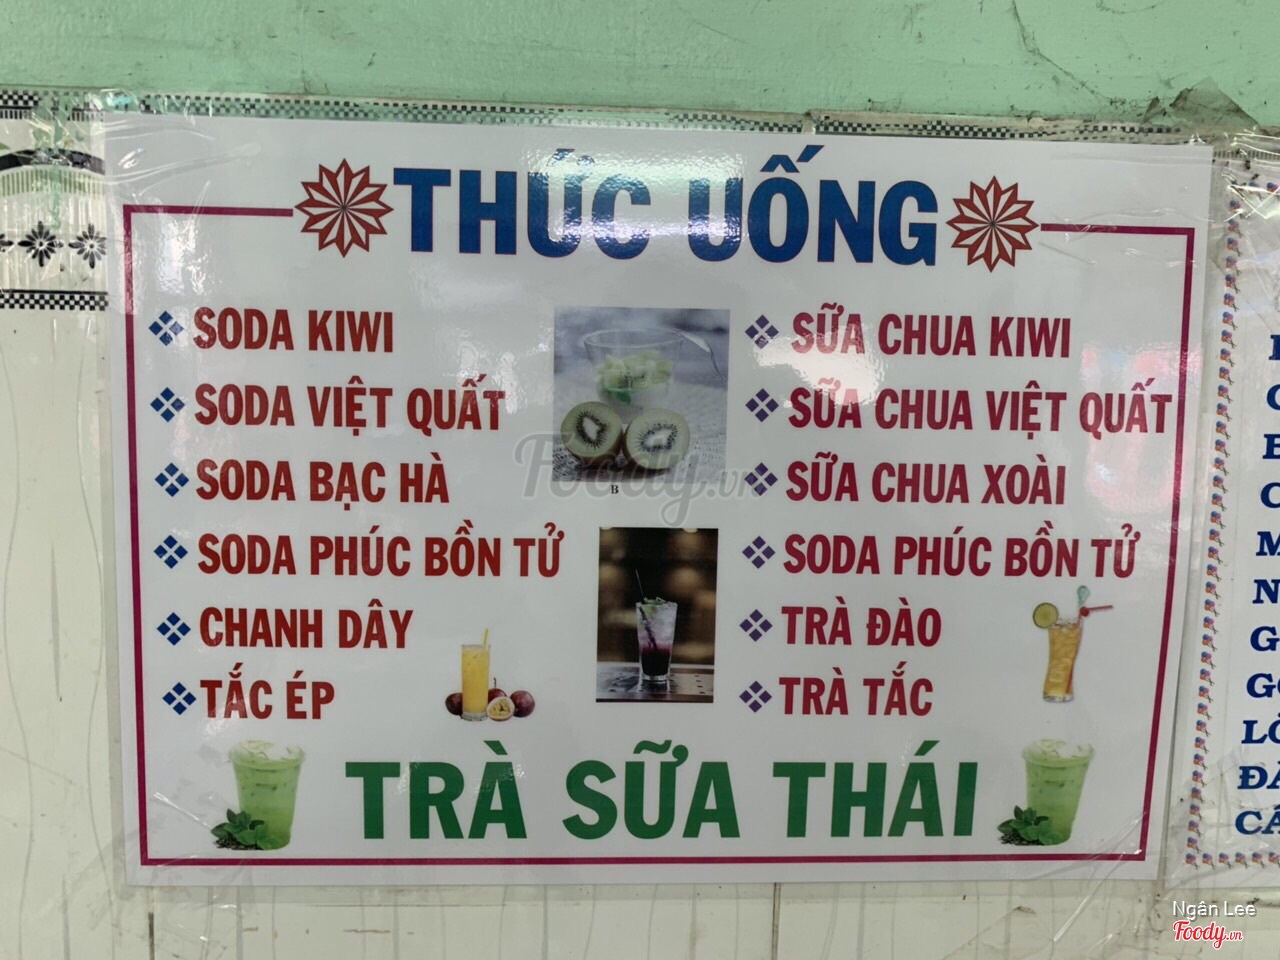 THỨC UỐNG
SODA KIWI
SODA VIỆT QUẤT
SODA BẠC HÀ
SODA PHÚC BỒN TỬ
CHANH DÂY
TẮC ÉP
SỮA CHUA KIWI
SỮA CHUA VIỆT QUẤT
SỮA CHUA XOÀI
SODA PHÚC BỒN TỬ
TRÀ ĐÀO
TRÀ TẮC
B
Foody.vn
TRÀ SỮA THÁI
Ngân Lee
Foody.vn